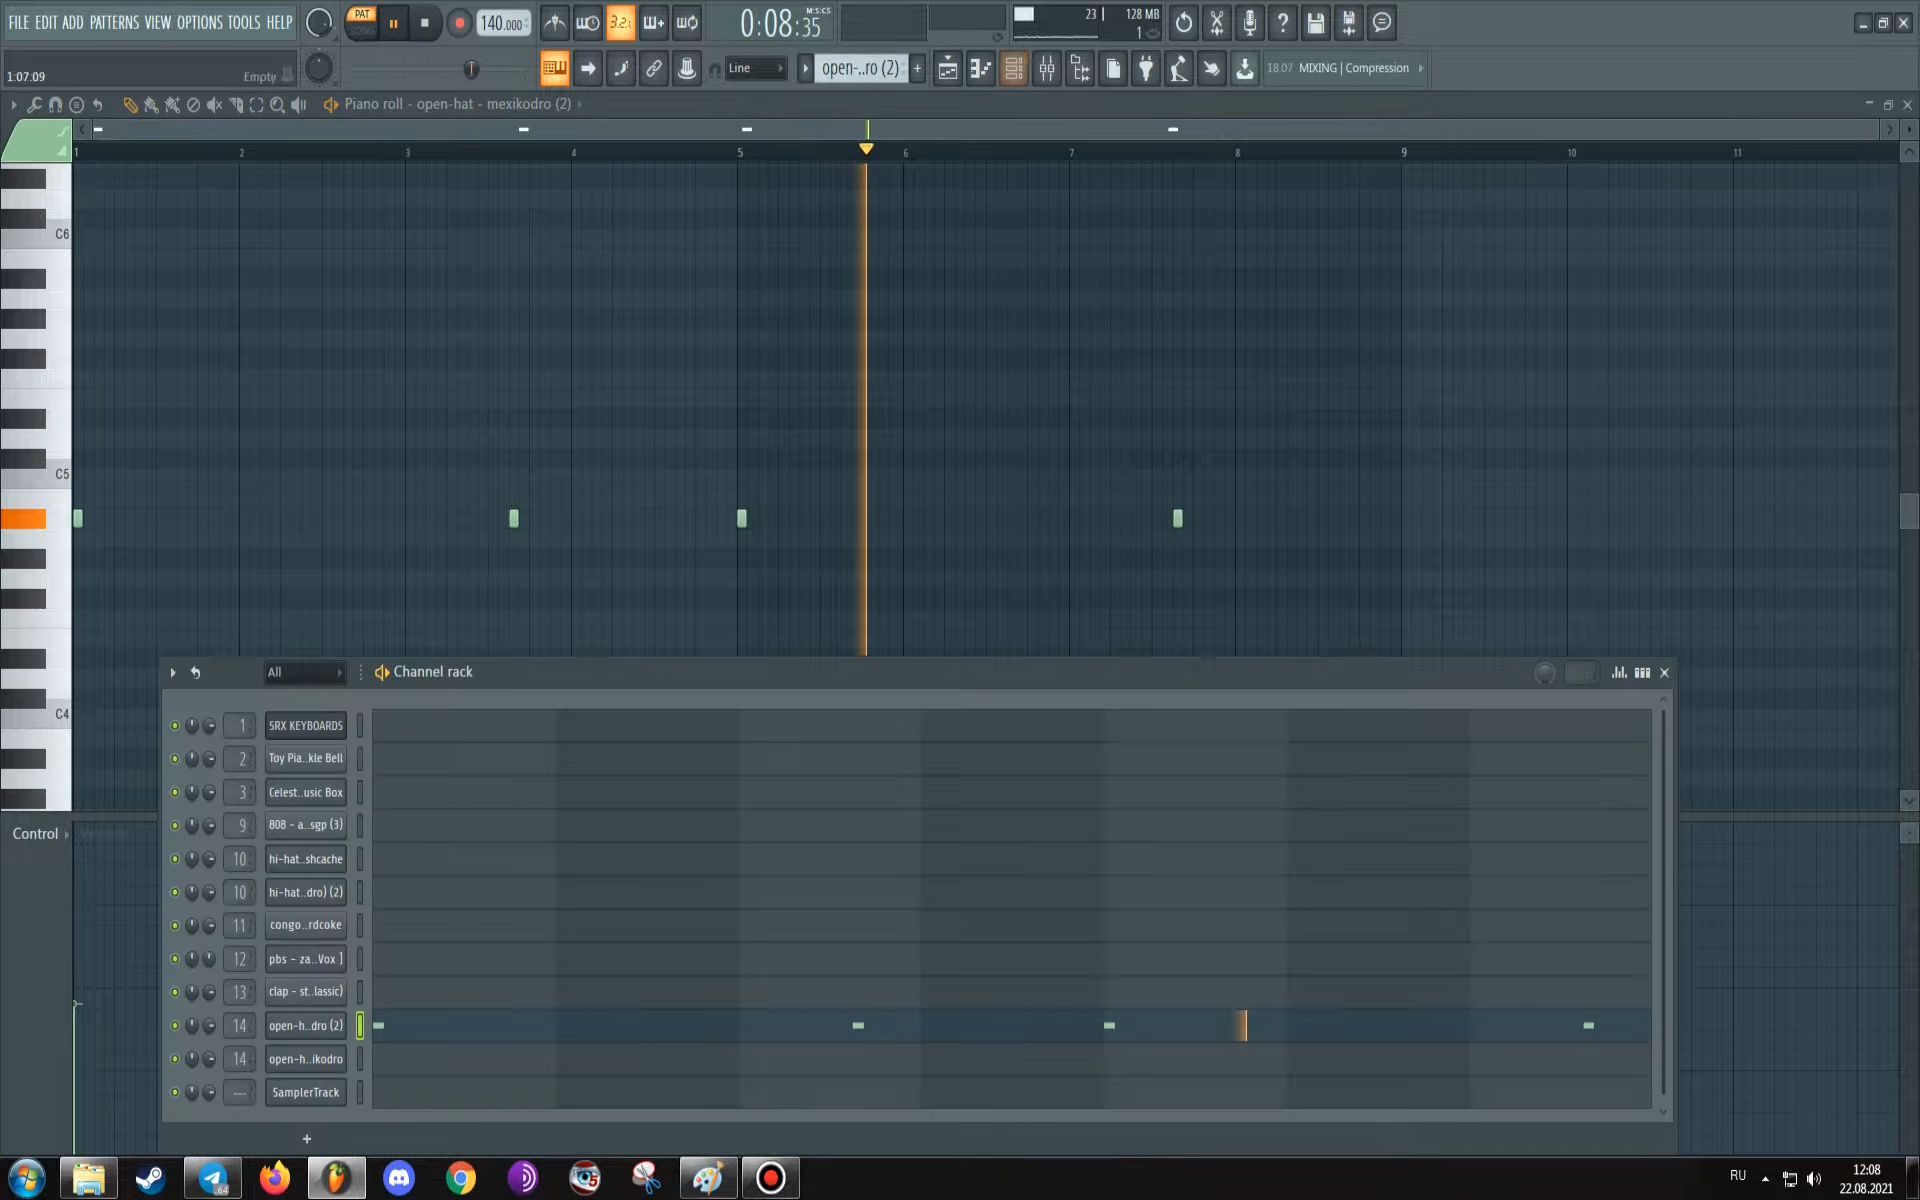 FILE EDIT ADD PATTERNS VIEW OPTIONS TOOLS HELP
PAT
SONG
140.000
3.2.
0:08:35
M:S:CS
23
128 MB
1
1:07:09
Empty
Line
open-..ro (2)
18.07 MIXING | Compression
Piano roll - open-hat - mexikodro (2)
1 2 3 4 5 6 7 8 9 10 11
C6
C5
C4
Control
All
Channel rack
1 SRX KEYBOARDS
2 Toy Pia..kle Bell
3 Celest..usic Box
9 808 - a..sgp (3)
10 hi-hat..shcache
10 hi-hat..dro) (2)
11 congo..rdcoke
12 pbs - za..Vox ]
13 clap - st..lassic)
14 open-h..dro (2)
14 open-h..ikodro
--- SamplerTrack
+
64
5
RU
12:08
22.08.2021